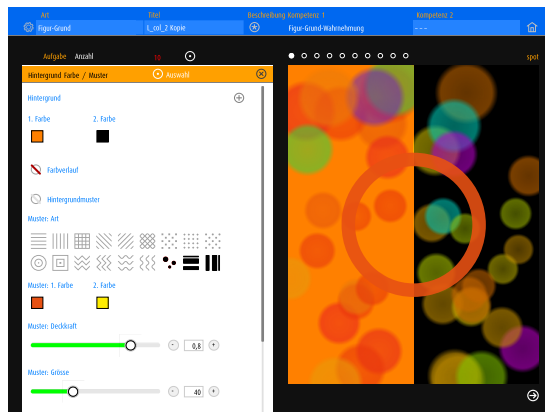 Art Titel Beschreibung Kompetenz 1 Kompetenz 2
Figur-Grund L_col_2 Kopie Figur-Grund-Wahrnehmung ---
Aufgabe Anzahl 10 spot
Hintergrund Farbe / Muster Auswahl
Hintergrund
1. Farbe 2. Farbe
Farbverlauf
Hintergrundmuster
Muster: Art
Muster: 1. Farbe 2. Farbe
Muster: Deckkraft
- 0,8 +
Muster: Grösse
- 40 +